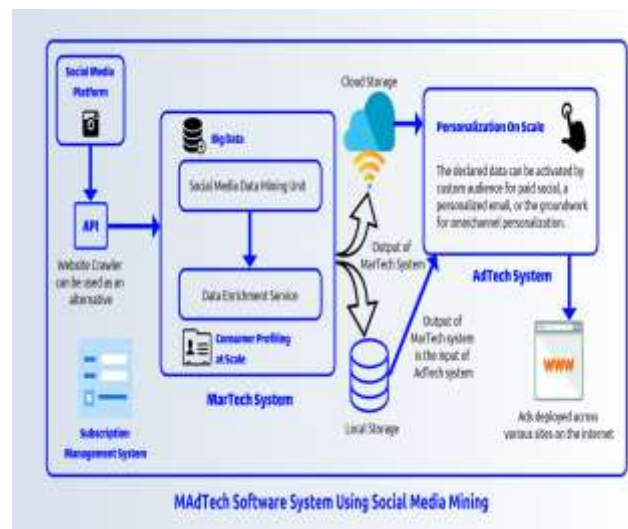 Social Media
Platform
API
Website Crawler
can be used as an
alternative
Subscription
Management System
Big Data
Social Media Data Mining Unit
Data Enrichment Service
Consumer Profiling
at Scale
MarTech System
Cloud Storage
Output of
MarTech System
Local Storage
Output of
MarTech system
is the input of
AdTech system
Personalization On Scale
The declared data can be activated by
custom audience for paid social, a
personalized email, or the groundwork
for omnichannel personalization.
AdTech System
WWW
Ads deployed across
various sites on the internet
MAdTech Software System Using Social Media Mining